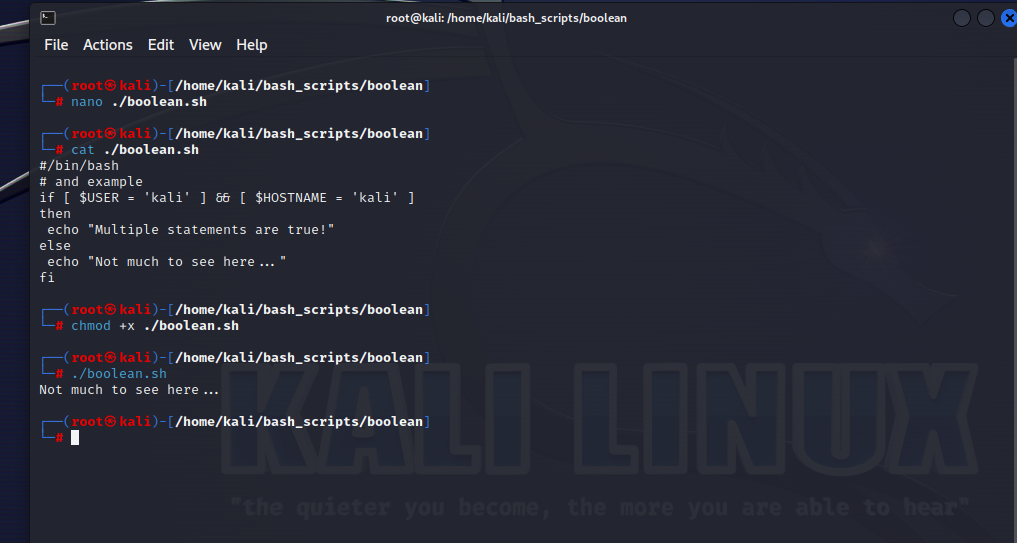 root@kali: /home/kali/bash_scripts/boolean
File Actions Edit View Help
┌──(root㉿kali)-[/home/kali/bash_scripts/boolean]
└─# nano ./boolean.sh
┌──(root㉿kali)-[/home/kali/bash_scripts/boolean]
└─# cat ./boolean.sh
#/bin/bash
# and example
if [ $USER = 'kali' ] && [ $HOSTNAME = 'kali' ]
then
 echo "Multiple statements are true!"
else
 echo "Not much to see here..."
fi
┌──(root㉿kali)-[/home/kali/bash_scripts/boolean]
└─# chmod +x ./boolean.sh
┌──(root㉿kali)-[/home/kali/bash_scripts/boolean]
└─# ./boolean.sh
Not much to see here...
┌──(root㉿kali)-[/home/kali/bash_scripts/boolean]
└─#
KALI LINUX
"the quieter you become, the more you are able to hear"